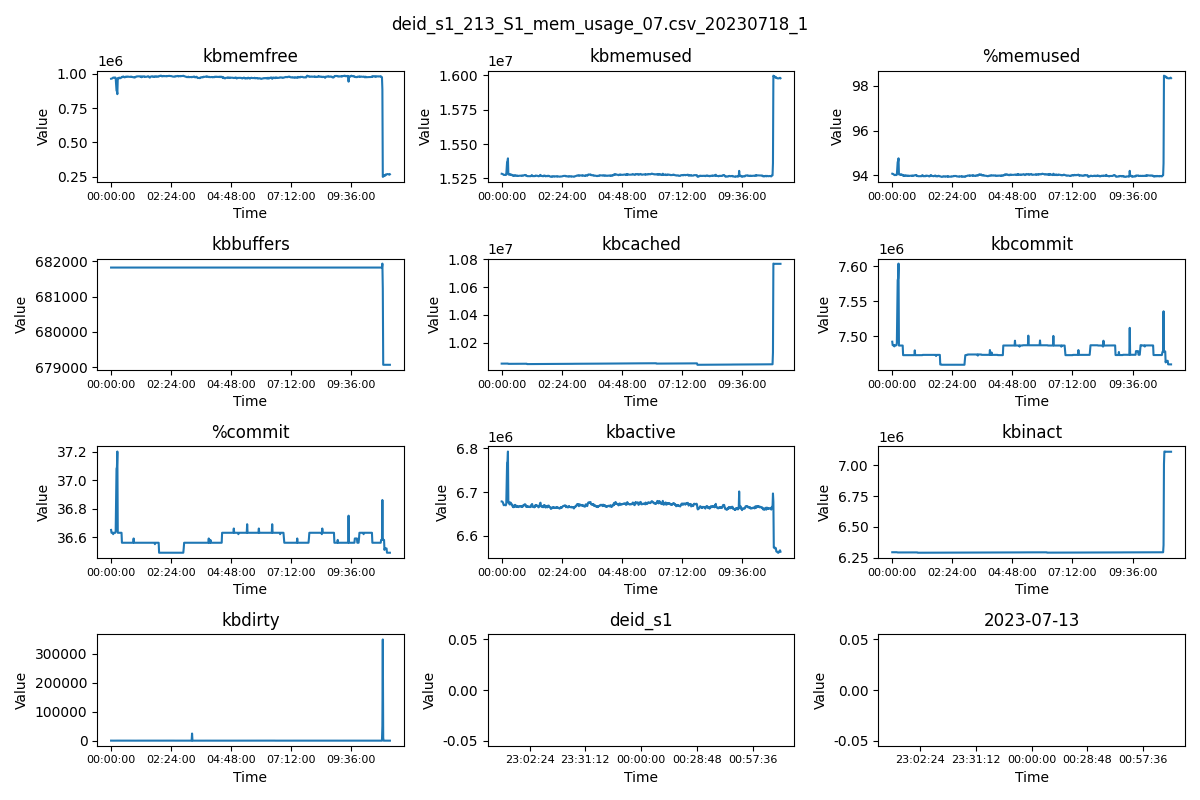 deid_s1_213_S1_mem_usage_07.csv_20230718_1
kbmemfree
1e6
1.00
0.75
0.50
0.25
Value
00:00:00 02:24:00 04:48:00 07:12:00 09:36:00
Time
kbmemused
1e7
1.600
1.575
1.550
1.525
Value
00:00:00 02:24:00 04:48:00 07:12:00 09:36:00
Time
%memused
98
96
94
Value
00:00:00 02:24:00 04:48:00 07:12:00 09:36:00
Time
kbbuffers
682000
681000
680000
679000
Value
00:00:00 02:24:00 04:48:00 07:12:00 09:36:00
Time
kbcached
1e7
1.08
1.06
1.04
1.02
Value
00:00:00 02:24:00 04:48:00 07:12:00 09:36:00
Time
kbcommit
1e6
7.60
7.55
7.50
Value
00:00:00 02:24:00 04:48:00 07:12:00 09:36:00
Time
%commit
37.2
37.0
36.8
36.6
Value
00:00:00 02:24:00 04:48:00 07:12:00 09:36:00
Time
kbactive
1e6
6.8
6.7
6.6
Value
00:00:00 02:24:00 04:48:00 07:12:00 09:36:00
Time
kbinact
1e6
7.00
6.75
6.50
6.25
Value
00:00:00 02:24:00 04:48:00 07:12:00 09:36:00
Time
kbdirty
300000
200000
100000
0
Value
00:00:00 02:24:00 04:48:00 07:12:00 09:36:00
Time
deid_s1
0.05
0.00
-0.05
Value
23:02:24 23:31:12 00:00:00 00:28:48 00:57:36
Time
2023-07-13
0.05
0.00
-0.05
Value
23:02:24 23:31:12 00:00:00 00:28:48 00:57:36
Time